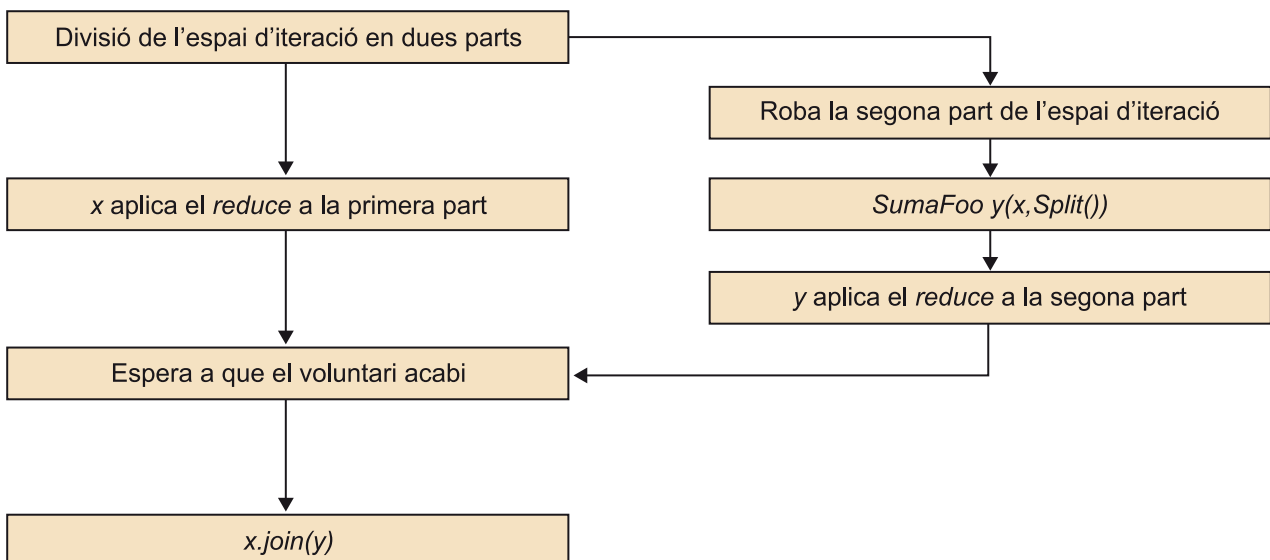 Divisió de l’espai d’iteració en dues parts
Roba la segona part de l’espai d’iteració
x aplica el reduce a la primera part
SumaFoo y(x,Split())
y aplica el reduce a la segona part
Espera a que el voluntari acabi
x.join(y)